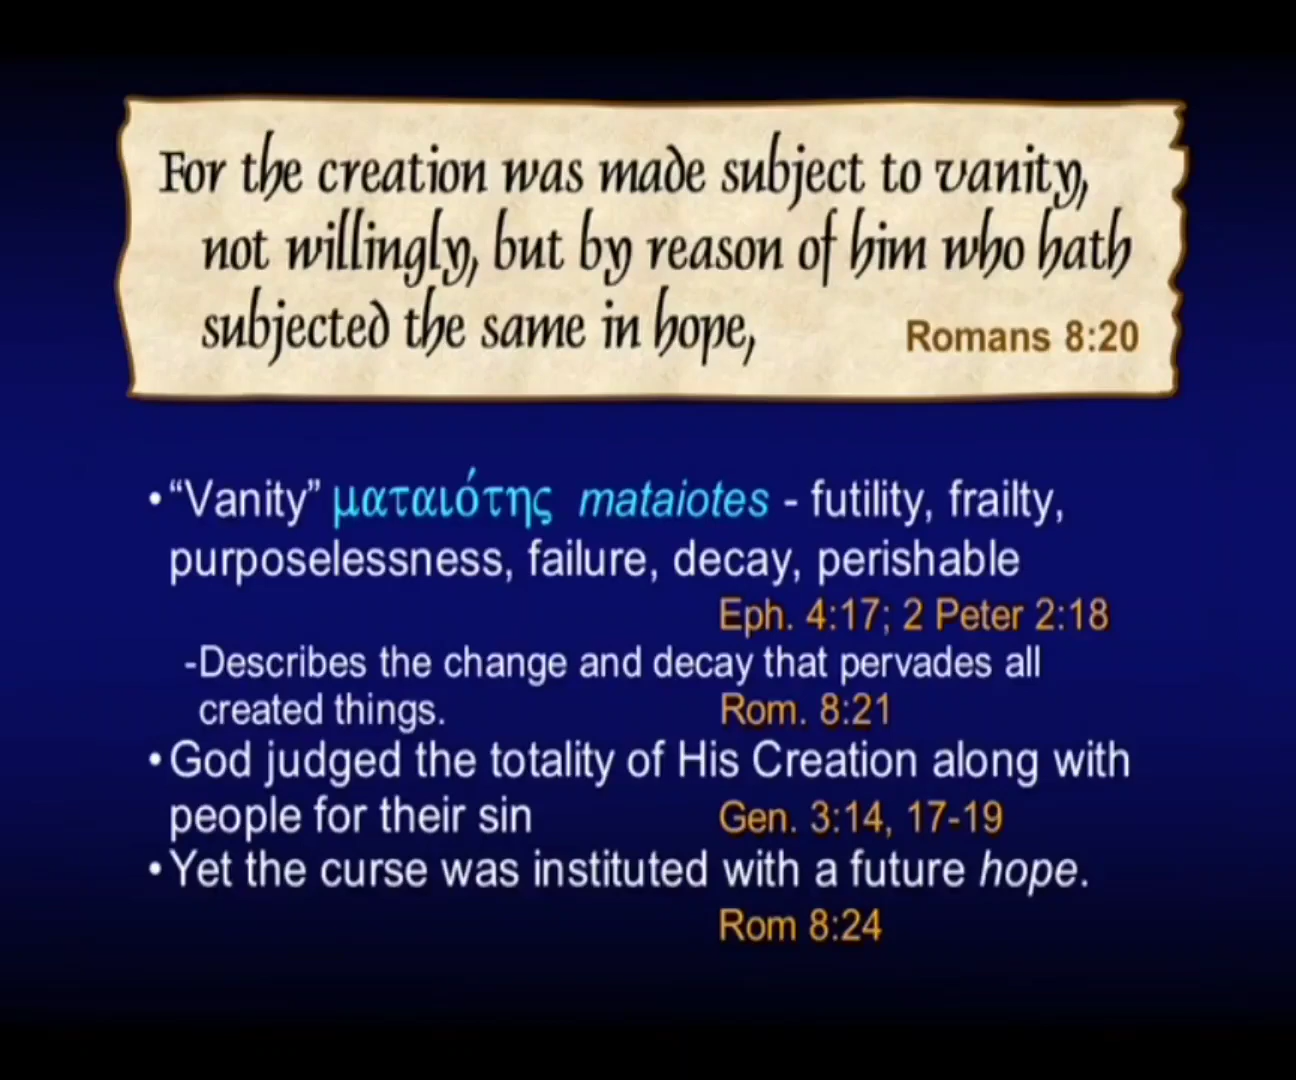 For the creation was made subject to vanity,
not willingly, but by reason of him who hath
subjected the same in hope, Romans 8:20
• “Vanity” ματαιότης mataiotes - futility, frailty,
purposelessness, failure, decay, perishable
Eph. 4:17; 2 Peter 2:18
-Describes the change and decay that pervades all
created things. Rom. 8:21
• God judged the totality of His Creation along with
people for their sin Gen. 3:14, 17-19
• Yet the curse was instituted with a future hope.
Rom 8:24